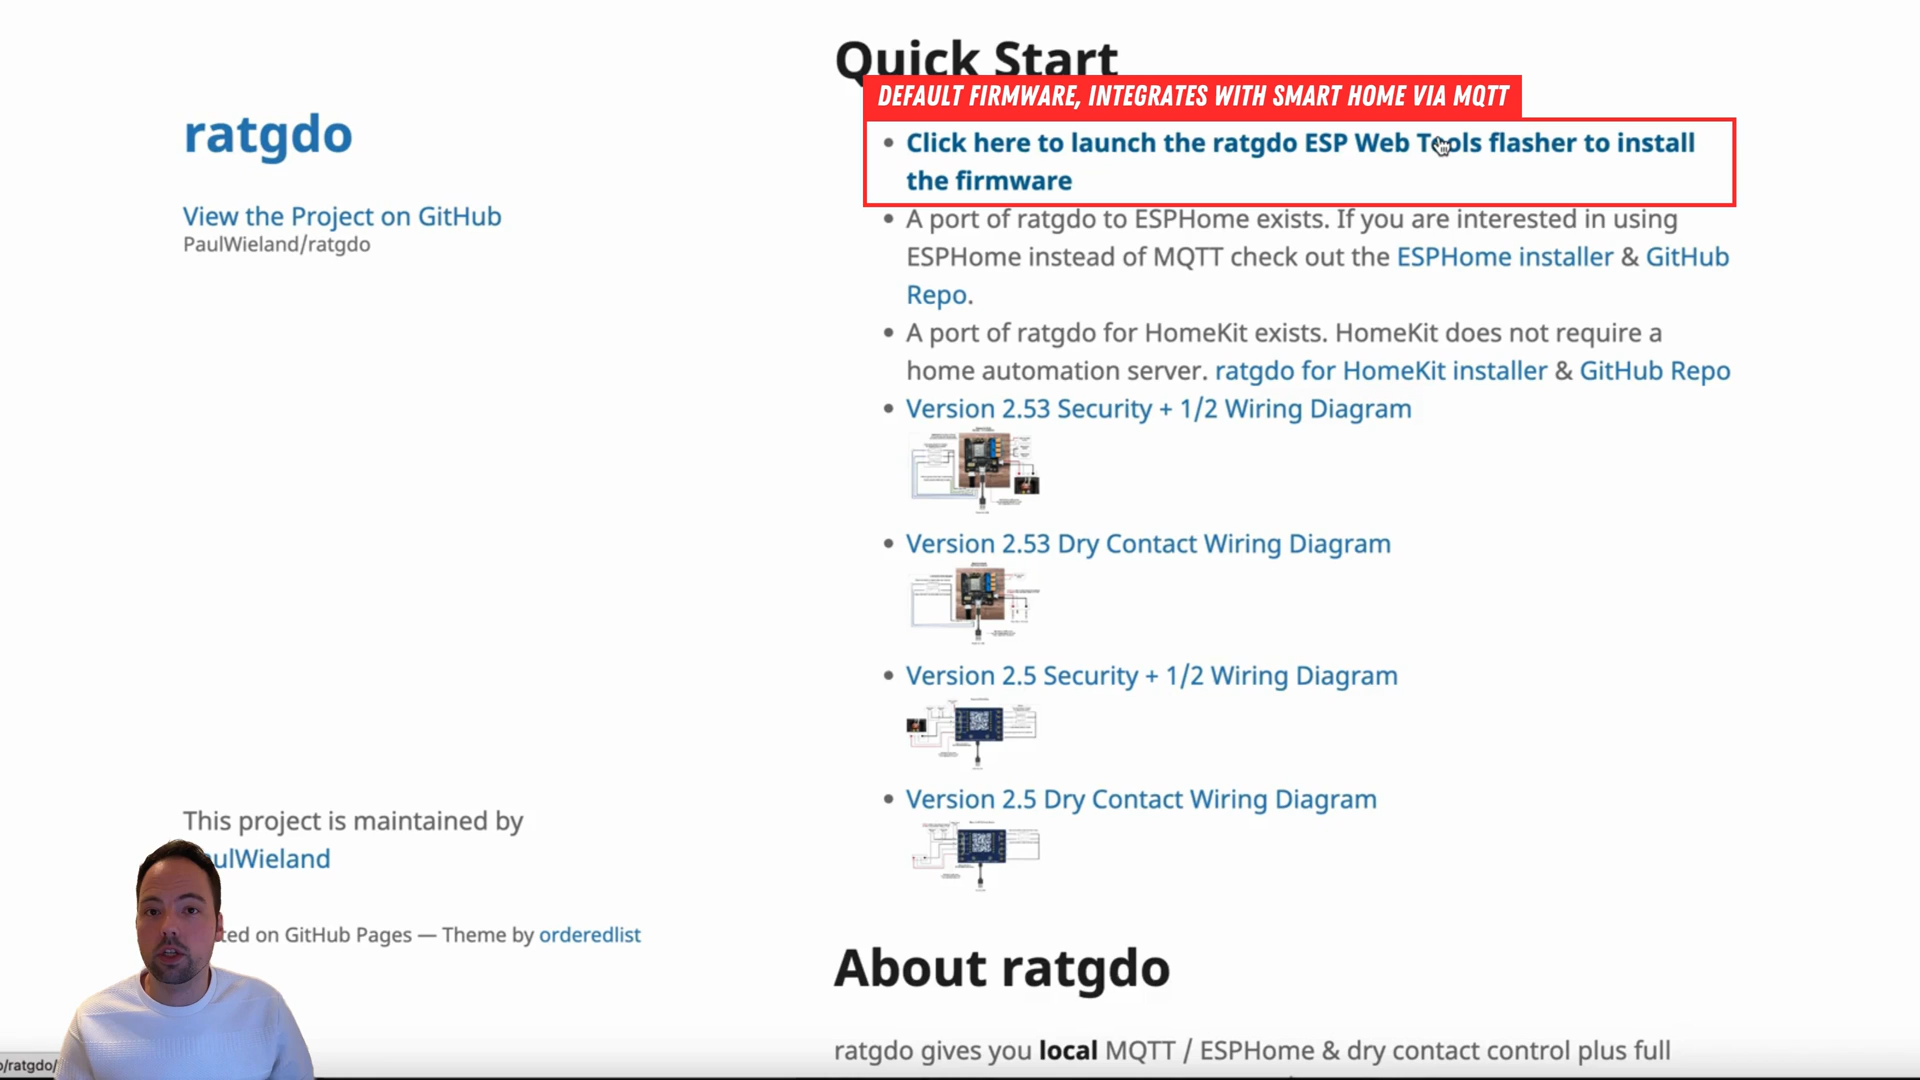 ratgdo
View the Project on GitHub
PaulWieland/ratgdo
This project is maintained by
aulWieland
ted on GitHub Pages — Theme by orderedlist
o/ratgdo/
Quick Start
DEFAULT FIRMWARE, INTEGRATES WITH SMART HOME VIA MQTT
Click here to launch the ratgdo ESP Web Tools flasher to install
the firmware
A port of ratgdo to ESPHome exists. If you are interested in using
ESPHome instead of MQTT check out the ESPHome installer & GitHub
Repo.
A port of ratgdo for HomeKit exists. HomeKit does not require a
home automation server. ratgdo for HomeKit installer & GitHub Repo
Version 2.53 Security + 1/2 Wiring Diagram
Version 2.53 Dry Contact Wiring Diagram
Version 2.5 Security + 1/2 Wiring Diagram
Version 2.5 Dry Contact Wiring Diagram
About ratgdo
ratgdo gives you local MQTT / ESPHome & dry contact control plus full